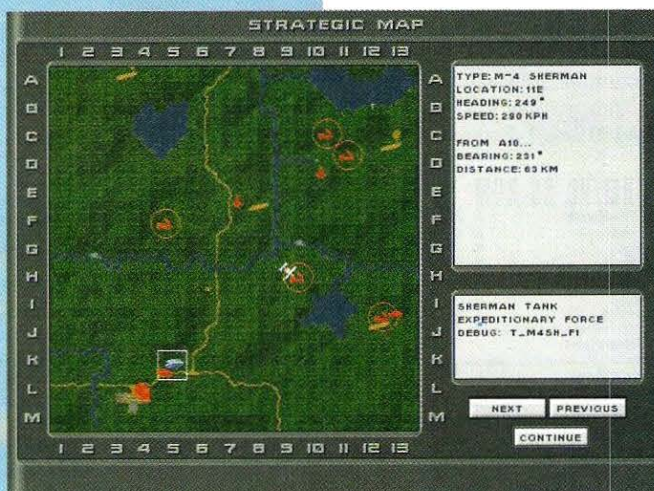 STRATEGIC MAP
1 2 3 4 5 6 7 8 9 10 11 12 13
A A
B B
C C
D D
E E
F F
G G
H H
I I
J J
K K
L L
M M
1 2 3 4 5 6 7 8 9 10 11 12 13
TYPE: M-4 SHERMAN
LOCATION: 11E
HEADING: 249°
SPEED: 290 KPH
FROM A10...
BEARING: 231°
DISTANCE: 63 KM
SHERMAN TANK
EXPEDITIONARY FORCE
DEBUG: T_M4SH_F1
NEXT PREVIOUS
CONTINUE